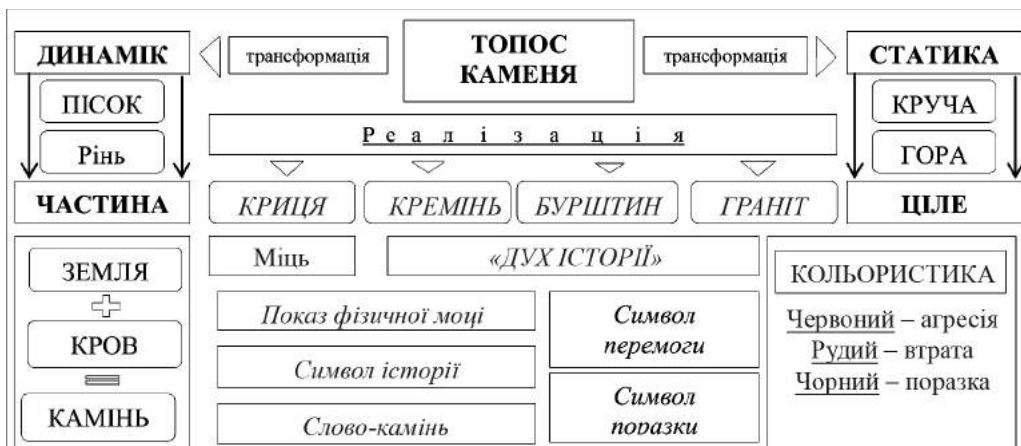 ДИНАМІК
трансформація
ТОПОС
КАМЕНЯ
трансформація
СТАТИКА
ПІСОК
Рінь
Реалізація
КРУЧА
ГОРА
ЧАСТИНА
КРИЦЯ
КРЕМІНЬ
БУРШТИН
ГРАНІТ
ЦІЛЕ
ЗЕМЛЯ
КРОВ
КАМІНЬ
Міць
«ДУХ ІСТОРІЇ»
Показ фізичної моці
Символ історії
Слово-камінь
Символ
перемоги
Символ
поразки
КОЛЬОРИСТИКА
Червоний – агресія
Рудий – втрата
Чорний – поразка